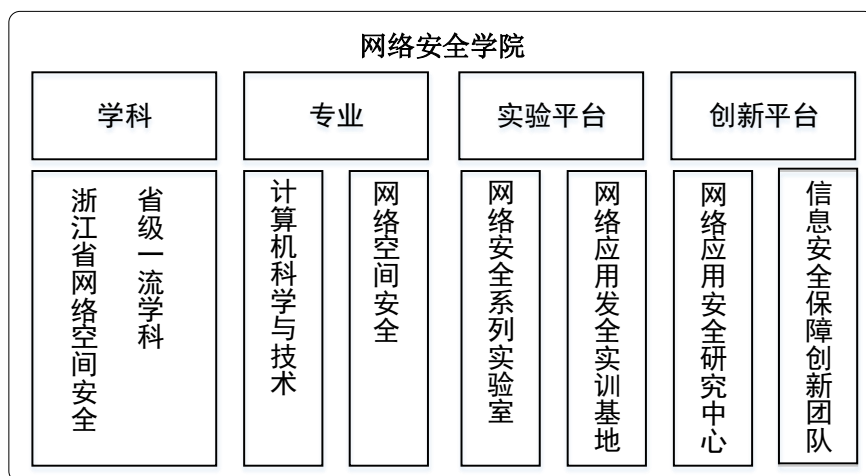 网络安全学院
学科
专业
实验平台
创新平台
浙江省网络空间安全
省级一流学科
计算机科学与技术
网络空间安全
网络安全系列实验室
网络应用发全实训基地
网络应用安全研究中心
信息安全保障创新团队